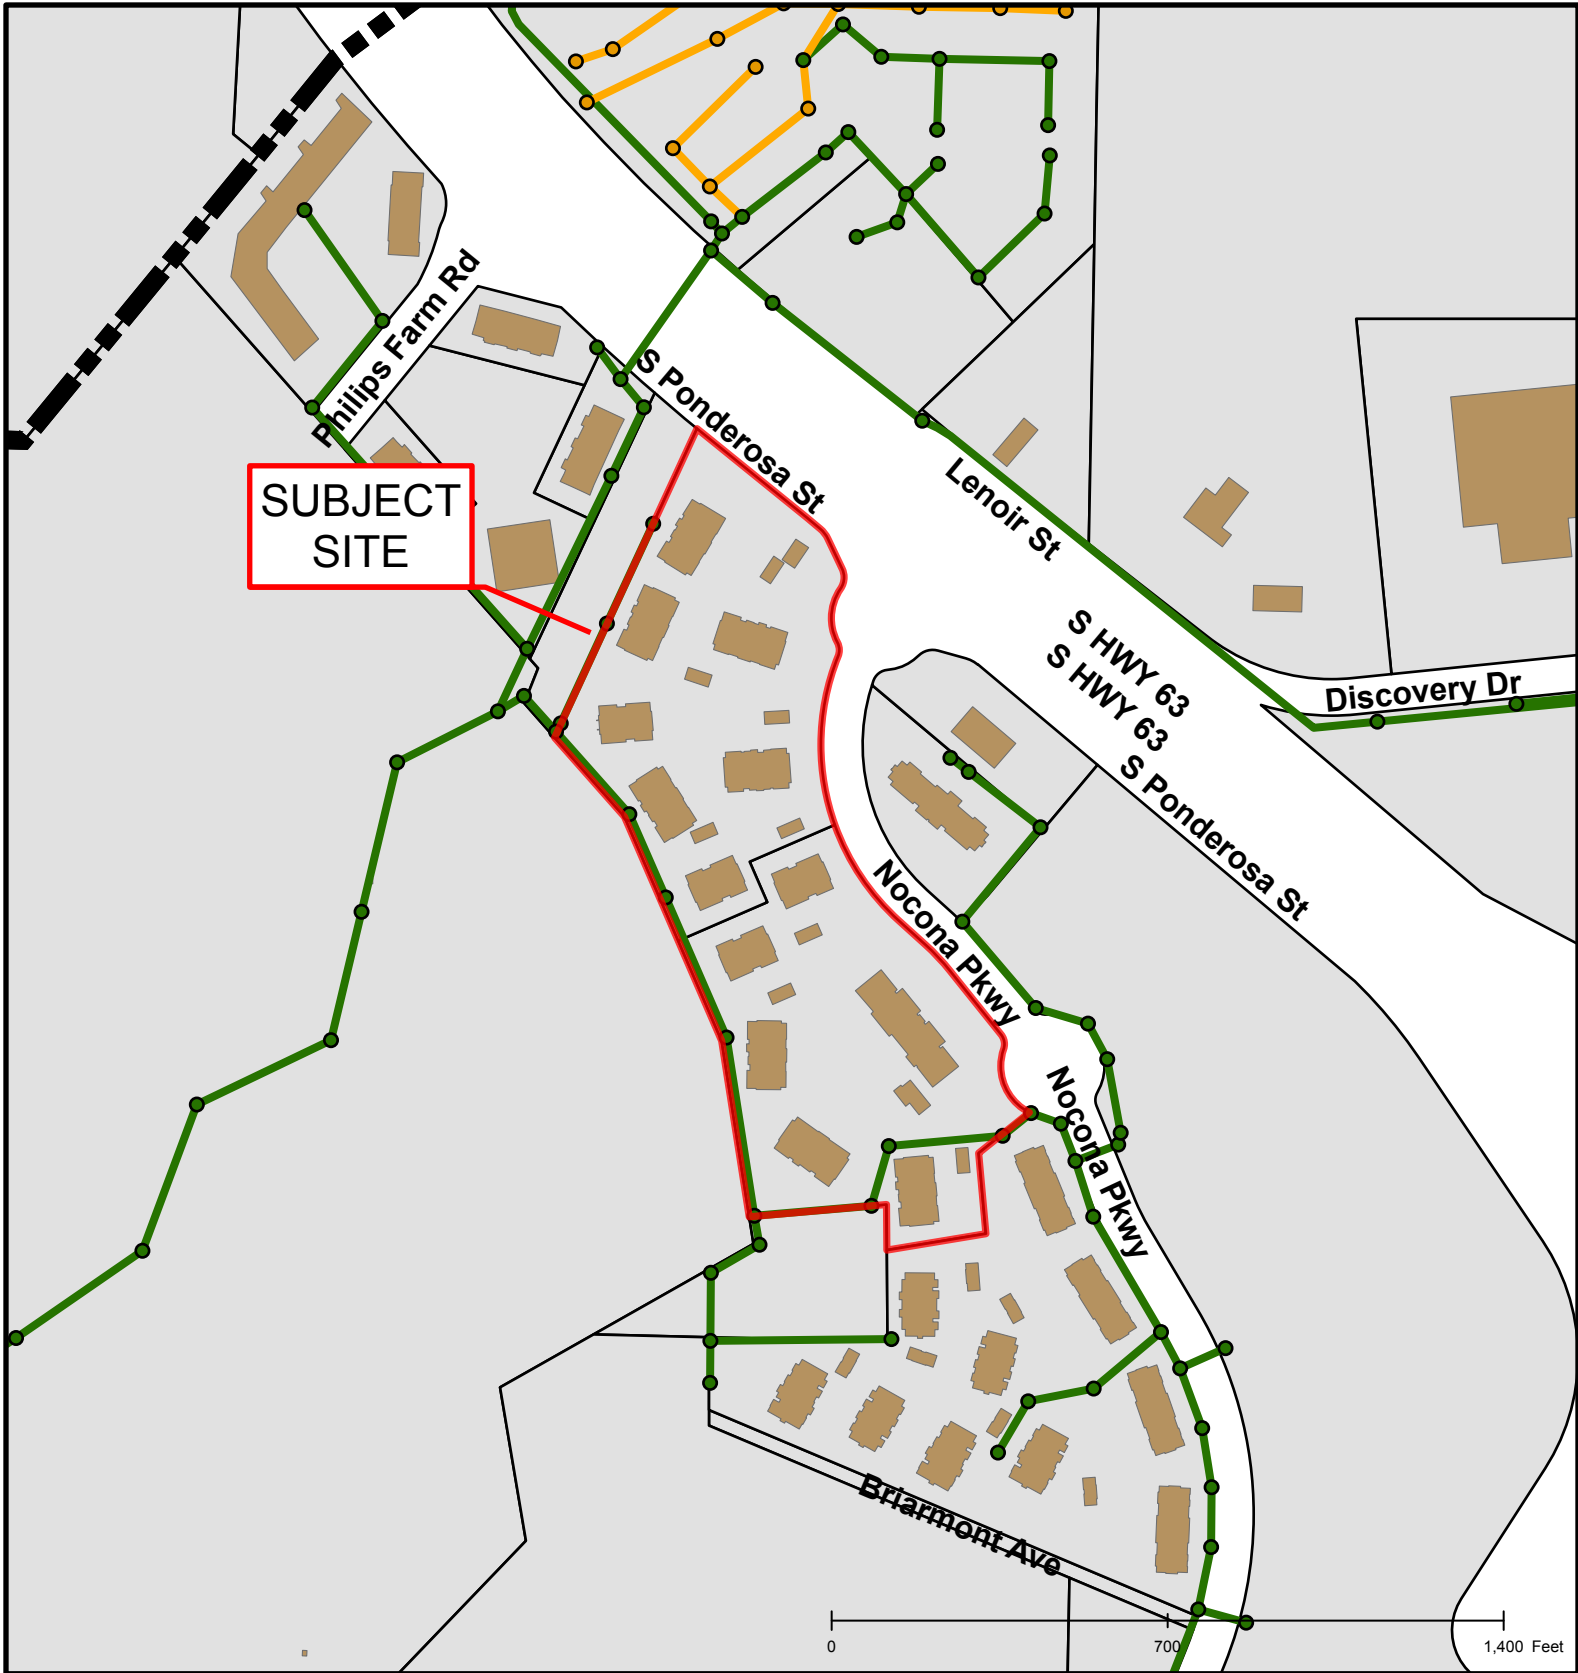 Philips Farm Rd
S Ponderosa St
SUBJECT
SITE
Lenoir St
S HWY 63
S HWY 63
Discovery Dr
S Ponderosa St
Nocona Pkwy
Nocona Pkwy
Briarmont Ave
0 700 1,400 Feet